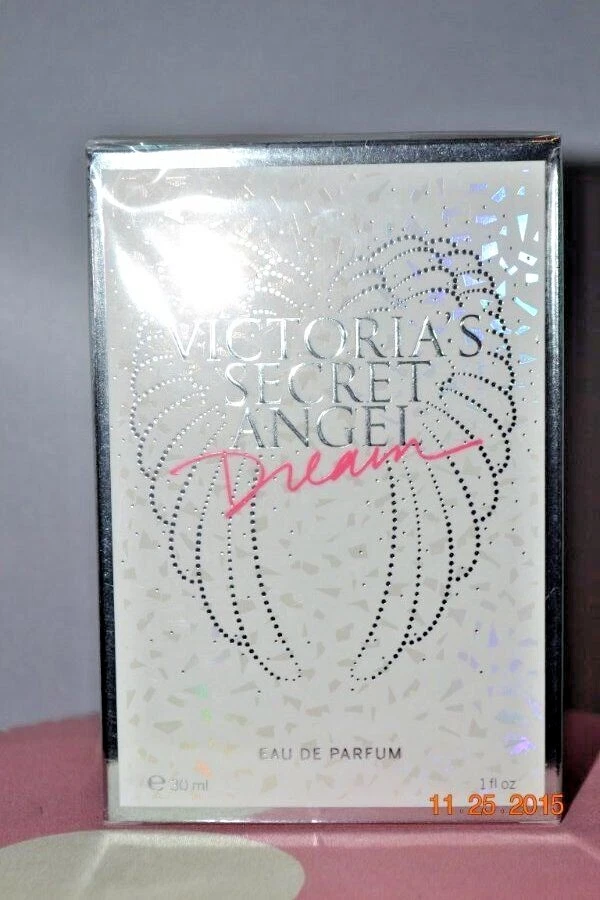 VICTORIA'S
SECRET
ANGEL
Dream
EAU DE PARFUM
℮ 30 ml
1 fl oz
11.25.2015